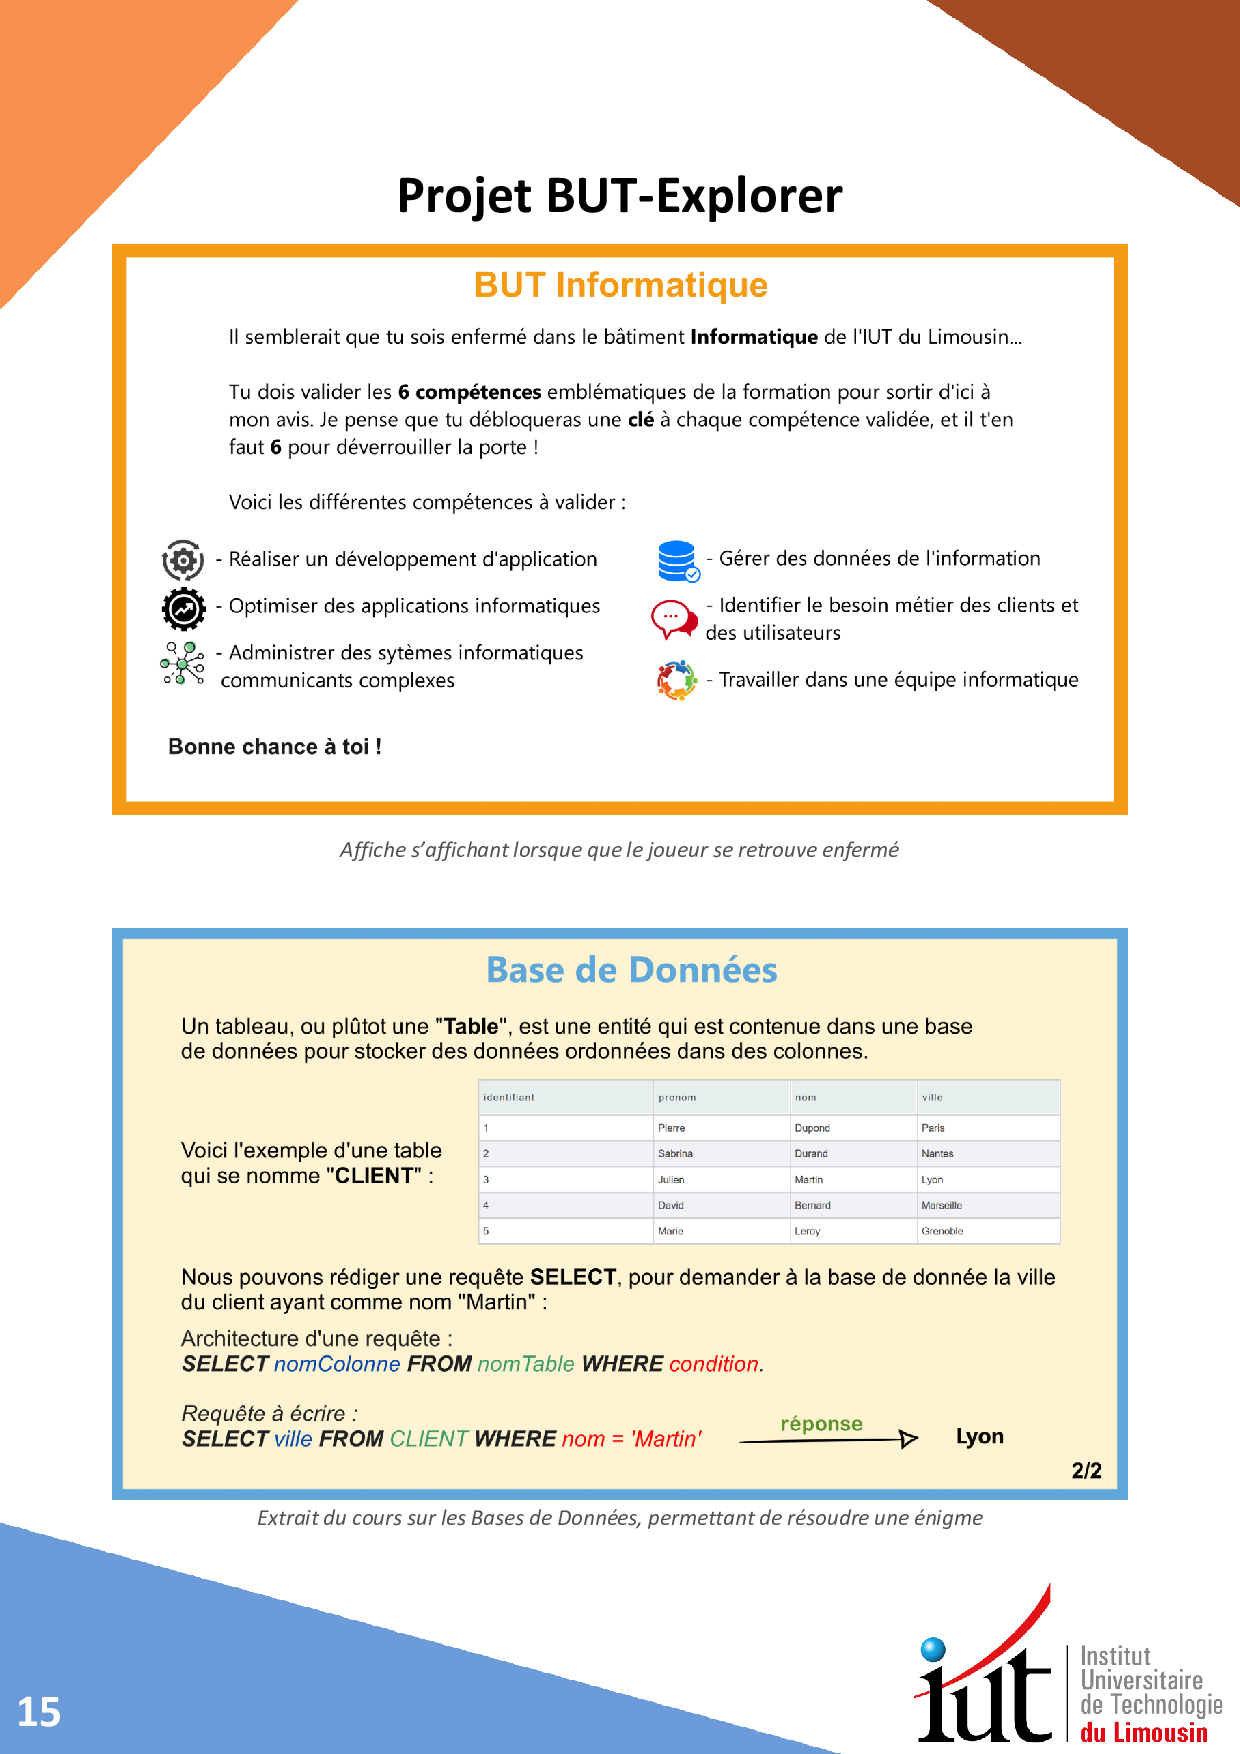 Projet BUT-Explorer
BUT Informatique
Il semblerait que tu sois enfermé dans le bâtiment Informatique de l'IUT du Limousin...
Tu dois valider les 6 compétences emblématiques de la formation pour sortir d'ici à
mon avis. Je pense que tu débloqueras une clé à chaque compétence validée, et il t'en
faut 6 pour déverrouiller la porte !
Voici les différentes compétences à valider :
- Réaliser un développement d'application
- Optimiser des applications informatiques
- Administrer des sytèmes informatiques
communicants complexes
- Gérer des données de l'information
- Identifier le besoin métier des clients et
des utilisateurs
- Travailler dans une équipe informatique
Bonne chance à toi !
Affiche s’affichant lorsque que le joueur se retrouve enfermé
Base de Données
Un tableau, ou plûtot une "Table", est une entité qui est contenue dans une base
de données pour stocker des données ordonnées dans des colonnes.
Voici l'exemple d'une table
qui se nomme "CLIENT" :
identifiant prenom nom ville
1 Pierre Dupond Paris
2 Sabrina Durand Nantes
3 Julien Martin Lyon
4 David Bernard Marseille
5 Marie Leroy Grenoble
Nous pouvons rédiger une requête SELECT, pour demander à la base de donnée la ville
du client ayant comme nom "Martin" :
Architecture d'une requête :
SELECT nomColonne FROM nomTable WHERE condition.
Requête à écrire :
SELECT ville FROM CLIENT WHERE nom = 'Martin'
réponse
Lyon
2/2
Extrait du cours sur les Bases de Données, permettant de résoudre une énigme
15
iut
Institut
Universitaire
de Technologie
du Limousin